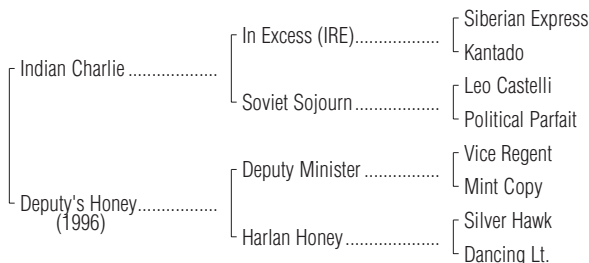 Siberian Express
In Excess (IRE)..................
Kantado
Indian Charlie ...................
Leo Castelli
Soviet Sojourn ...................
Political Parfait
Vice Regent
Deputy Minister ................
Mint Copy
Deputy's Honey.................
(1996)
Silver Hawk
Harlan Honey....................
Dancing Lt.